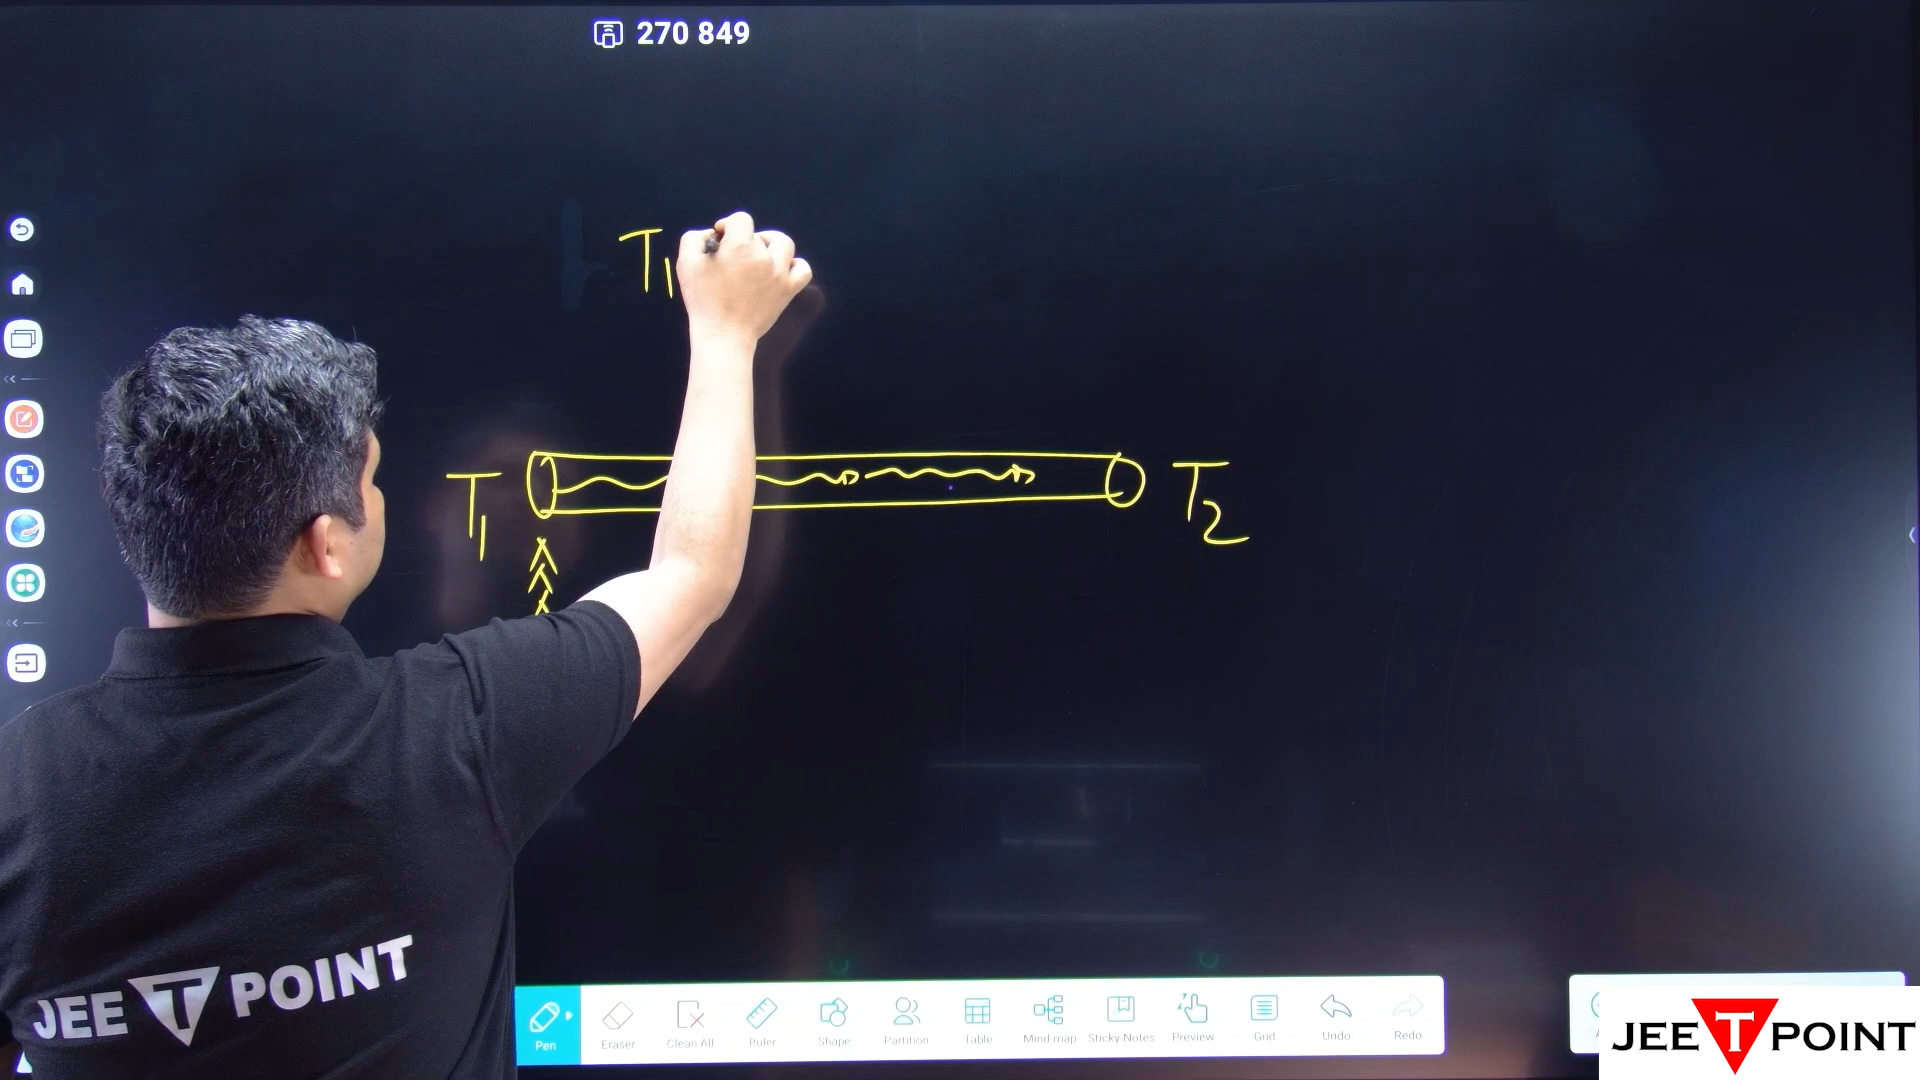 270 849
T1
T1
T2
JEE T POINT
Pen
Eraser
Clean All
Ruler
Shape
Partition
Table
Mind map
Sticky-Notes
Preview
Grid
Undo
Redo
JEE T POINT